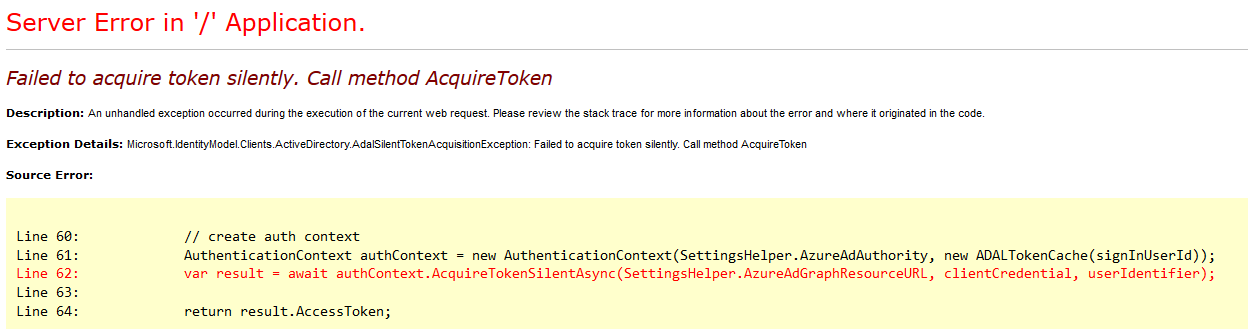 Server Error in '/' Application.
Failed to acquire token silently. Call method AcquireToken
Description: An unhandled exception occurred during the execution of the current web request. Please review the stack trace for more information about the error and where it originated in the code.
Exception Details: Microsoft.IdentityModel.Clients.ActiveDirectory.AdalSilentTokenAcquisitionException: Failed to acquire token silently. Call method AcquireToken
Source Error:
Line 60:             // create auth context
Line 61:             AuthenticationContext authContext = new AuthenticationContext(SettingsHelper.AzureAdAuthority, new ADALTokenCache(signInUserId));
Line 62:             var result = await authContext.AcquireTokenSilentAsync(SettingsHelper.AzureAdGraphResourceURL, clientCredential, userIdentifier);
Line 63:
Line 64:             return result.AccessToken;